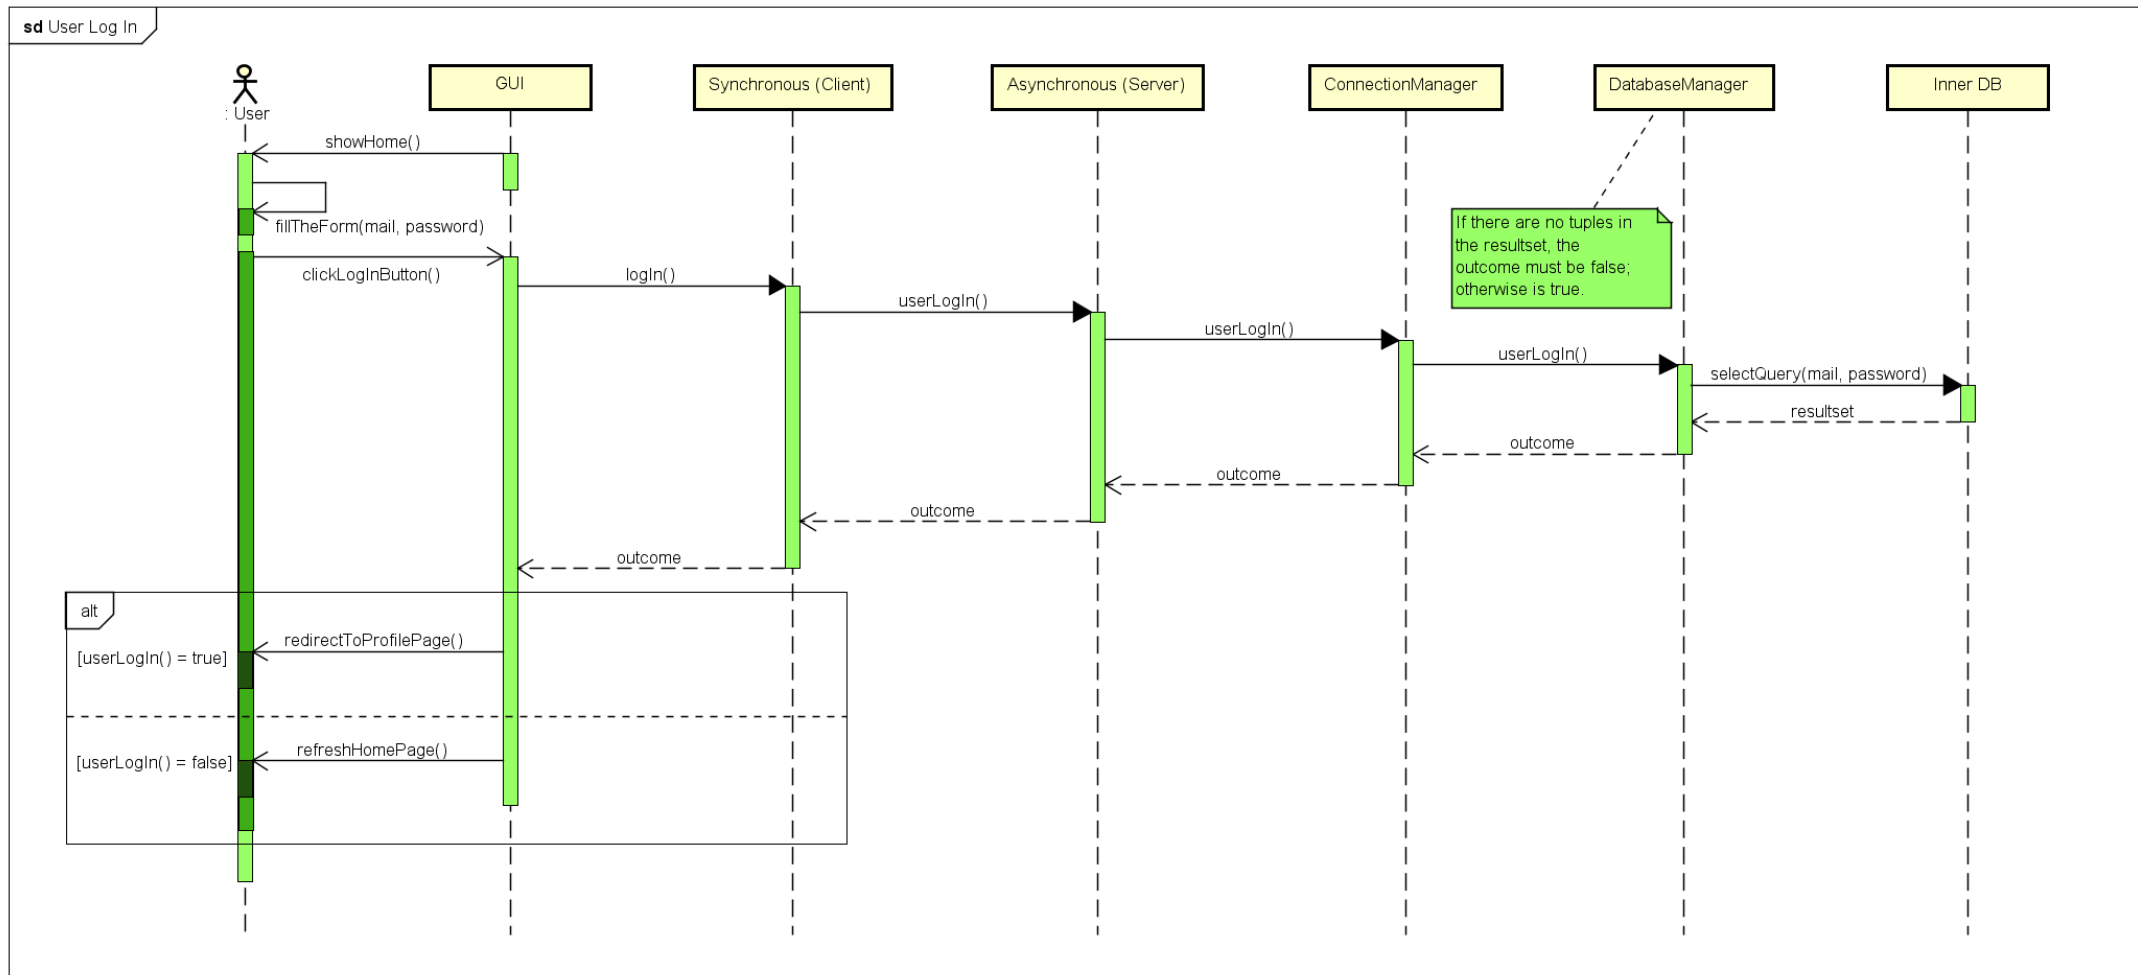 sd User Log In
: User
GUI
Synchronous (Client)
Asynchronous (Server)
ConnectionManager
DatabaseManager
Inner DB
showHome()
fillTheForm(mail, password)
clickLogInButton()
If there are no tuples in
the resultset, the
outcome must be false;
otherwise is true.
logIn()
userLogIn()
userLogIn()
userLogIn()
selectQuery(mail, password)
resultset
outcome
outcome
outcome
outcome
alt
redirectToProfilePage()
[userLogIn() = true]
refreshHomePage()
[userLogIn() = false]